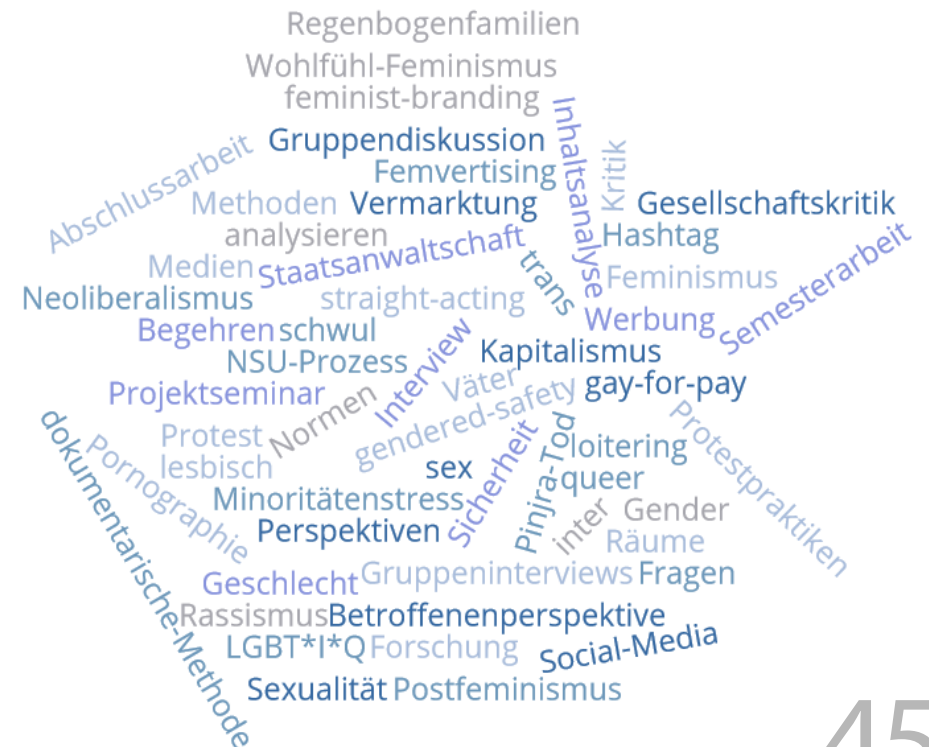 Regenbogenfamilien
Wohlfühl-Feminismus
feminist-branding
Inhaltsanalyse
Gruppendiskussion
Kritik
Abschlussarbeit
Femvertising
Methoden
Vermarktung
Gesellschaftskritik
analysieren
Staatsanwaltschaft
Hashtag
Semesterarbeit
Medien
trans
Feminismus
Neoliberalismus
straight-acting
Werbung
Begehren
schwul
Interview
Kapitalismus
NSU-Prozess
Väter
gay-for-pay
Projektseminar
Normen
gendered-safety
Protestpraktiken
dokumentarische-Methode
Pornographie
Protest
Sicherheit
Pinjra-Tod
loitering
lesbisch
sex
queer
Minoritätenstress
inter
Gender
Perspektiven
Räume
Geschlecht
Gruppeninterviews
Fragen
Rassismus
Betroffenenperspektive
LGBT*I*Q
Forschung
Social-Media
Sexualität
Postfeminismus
45